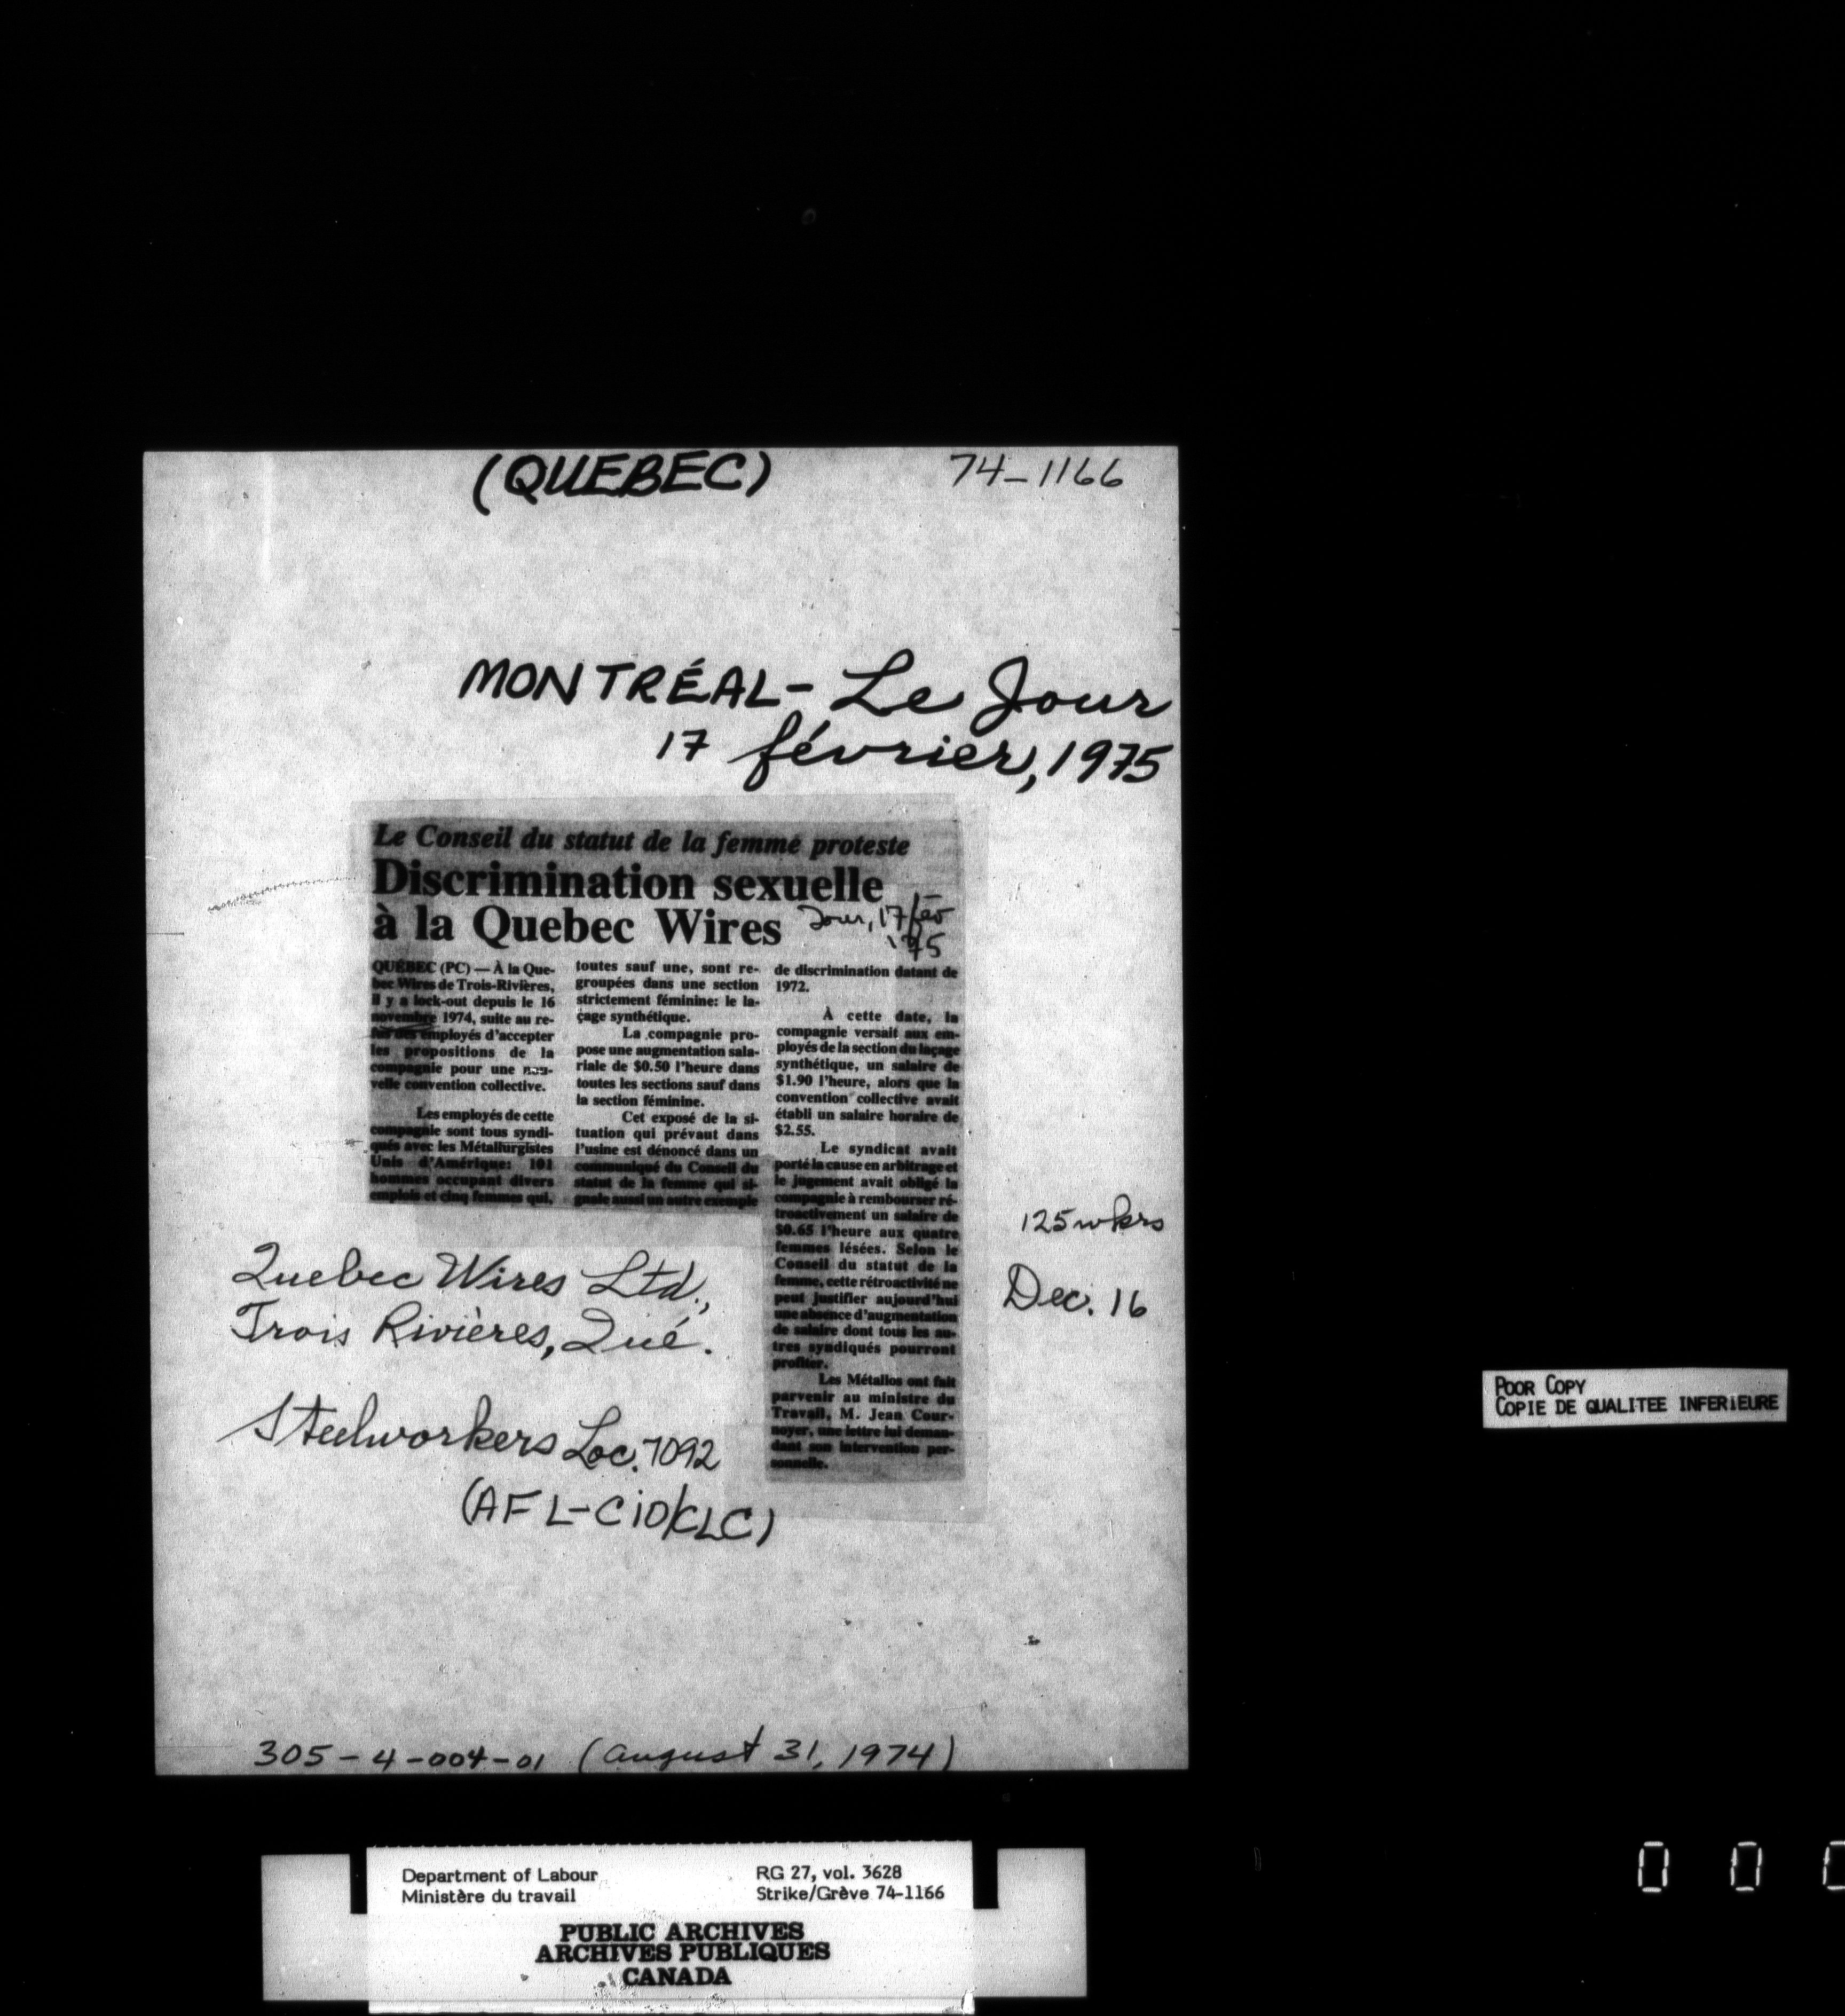 (QUEBEC)
74-1166
MONTRÉAL - Le Jour
17 février, 1975
Le Conseil du statut de la femme proteste
Discrimination sexuelle
à la Quebec Wires
Jour, 17 fév
'75
QUÉBEC (PC) — À la Que-
bec Wires de Trois-Rivières,
il y a lock-out depuis le 16
novembre 1974, suite au re-
fus des employés d'accepter
les propositions de la
compagnie pour une nou-
velle convention collective.
Les employés de cette
compagnie sont tous syndi-
qués avec les Métallurgistes
Unis d'Amérique: 101
hommes occupant divers
emplois et cinq femmes qui,
toutes sauf une, sont re-
groupées dans une section
strictement féminine: le la-
çage synthétique.
La compagnie pro-
pose une augmentation sala-
riale de $0.50 l'heure dans
toutes les sections sauf dans
la section féminine.
Cet exposé de la si-
tuation qui prévaut dans
l'usine est dénoncé dans un
communiqué du Conseil du
statut de la femme qui si-
gnale aussi un autre exemple
de discrimination datant de
1972.
À cette date, la
compagnie versait aux em-
ployés de la section du laçage
synthétique, un salaire de
$1.90 l'heure, alors que la
convention collective avait
établi un salaire horaire de
$2.55.
Le syndicat avait
porté la cause en arbitrage et
le jugement avait obligé la
compagnie à rembourser ré-
troactivement un salaire de
$0.65 l'heure aux quatre
femmes lésées. Selon le
Conseil du statut de la
femme, cette rétroactivité ne
peut justifier aujourd'hui
une absence d'augmentation
de salaire dont tous les au-
tres syndiqués pourront
profiter.
Les Métallos ont fait
parvenir au ministre du
Travail, M. Jean Cour-
noyer, une lettre lui deman-
dant son intervention per-
sonnelle.
125 wkrs
Dec. 16
Quebec Wires Ltd.,
Trois Rivières, Qué.
Steelworkers Loc. 7092
(AFL-CIO/CLC)
305-4-004-01 (August 31, 1974)
POOR COPY
COPIE DE QUALITEE INFERIEURE
Department of Labour
Ministère du travail
RG 27, vol. 3628
Strike/Grève 74-1166
PUBLIC ARCHIVES
ARCHIVES PUBLIQUES
CANADA
0 0 0